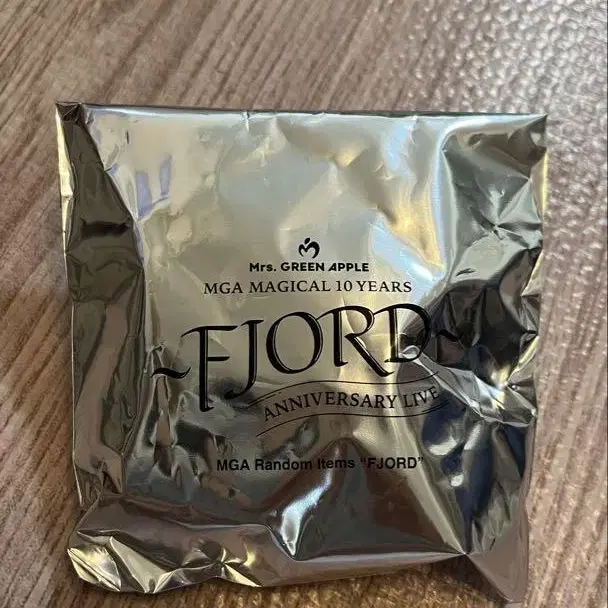 Mrs. GREEN APPLE
MGA MAGICAL 10 YEARS
~FJORD~
ANNIVERSARY LIVE
MGA Random Items "FJORD"